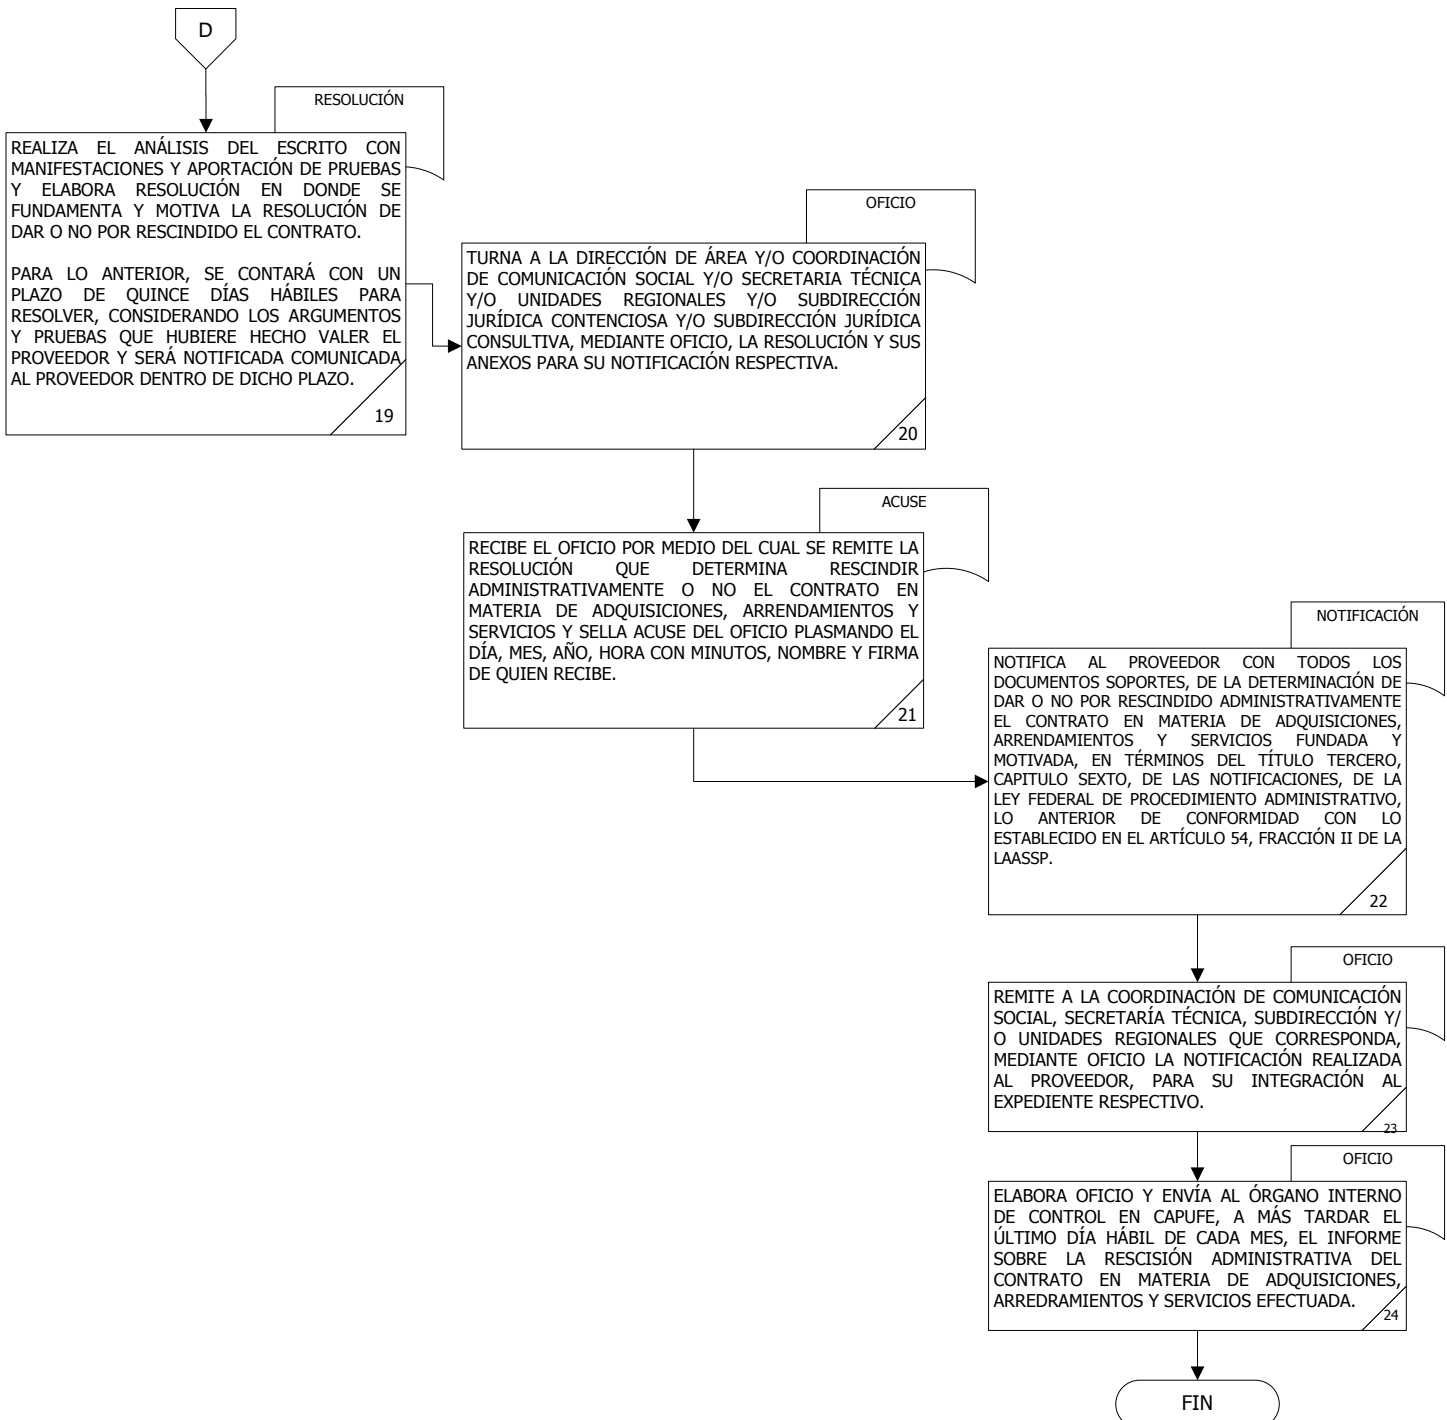 D
RESOLUCIÓN
REALIZA EL ANÁLISIS DEL ESCRITO CON
MANIFESTACIONES Y APORTACIÓN DE PRUEBAS
Y ELABORA RESOLUCIÓN EN DONDE SE
FUNDAMENTA Y MOTIVA LA RESOLUCIÓN DE
DAR O NO POR RESCINDIDO EL CONTRATO.
PARA LO ANTERIOR, SE CONTARÁ CON UN
PLAZO DE QUINCE DÍAS HÁBILES PARA
RESOLVER, CONSIDERANDO LOS ARGUMENTOS
Y PRUEBAS QUE HUBIERE HECHO VALER EL
PROVEEDOR Y SERÁ NOTIFICADA COMUNICADA
AL PROVEEDOR DENTRO DE DICHO PLAZO.
19
OFICIO
TURNA A LA DIRECCIÓN DE ÁREA Y/O COORDINACIÓN
DE COMUNICACIÓN SOCIAL Y/O SECRETARIA TÉCNICA
Y/O UNIDADES REGIONALES Y/O SUBDIRECCIÓN
JURÍDICA CONTENCIOSA Y/O SUBDIRECCIÓN JURÍDICA
CONSULTIVA, MEDIANTE OFICIO, LA RESOLUCIÓN Y SUS
ANEXOS PARA SU NOTIFICACIÓN RESPECTIVA.
20
ACUSE
RECIBE EL OFICIO POR MEDIO DEL CUAL SE REMITE LA
RESOLUCIÓN QUE DETERMINA RESCINDIR
ADMINISTRATIVAMENTE O NO EL CONTRATO EN
MATERIA DE ADQUISICIONES, ARRENDAMIENTOS Y
SERVICIOS Y SELLA ACUSE DEL OFICIO PLASMANDO EL
DÍA, MES, AÑO, HORA CON MINUTOS, NOMBRE Y FIRMA
DE QUIEN RECIBE.
21
NOTIFICACIÓN
NOTIFICA AL PROVEEDOR CON TODOS LOS
DOCUMENTOS SOPORTES, DE LA DETERMINACIÓN DE
DAR O NO POR RESCINDIDO ADMINISTRATIVAMENTE
EL CONTRATO EN MATERIA DE ADQUISICIONES,
ARRENDAMIENTOS Y SERVICIOS FUNDADA Y
MOTIVADA, EN TÉRMINOS DEL TÍTULO TERCERO,
CAPITULO SEXTO, DE LAS NOTIFICACIONES, DE LA
LEY FEDERAL DE PROCEDIMIENTO ADMINISTRATIVO,
LO ANTERIOR DE CONFORMIDAD CON LO
ESTABLECIDO EN EL ARTÍCULO 54, FRACCIÓN II DE LA
LAASSP.
22
OFICIO
REMITE A LA COORDINACIÓN DE COMUNICACIÓN
SOCIAL, SECRETARÍA TÉCNICA, SUBDIRECCIÓN Y/
O UNIDADES REGIONALES QUE CORRESPONDA,
MEDIANTE OFICIO LA NOTIFICACIÓN REALIZADA
AL PROVEEDOR, PARA SU INTEGRACIÓN AL
EXPEDIENTE RESPECTIVO.
23
OFICIO
ELABORA OFICIO Y ENVÍA AL ÓRGANO INTERNO
DE CONTROL EN CAPUFE, A MÁS TARDAR EL
ÚLTIMO DÍA HÁBIL DE CADA MES, EL INFORME
SOBRE LA RESCISIÓN ADMINISTRATIVA DEL
CONTRATO EN MATERIA DE ADQUISICIONES,
ARREDRAMIENTOS Y SERVICIOS EFECTUADA.
24
FIN